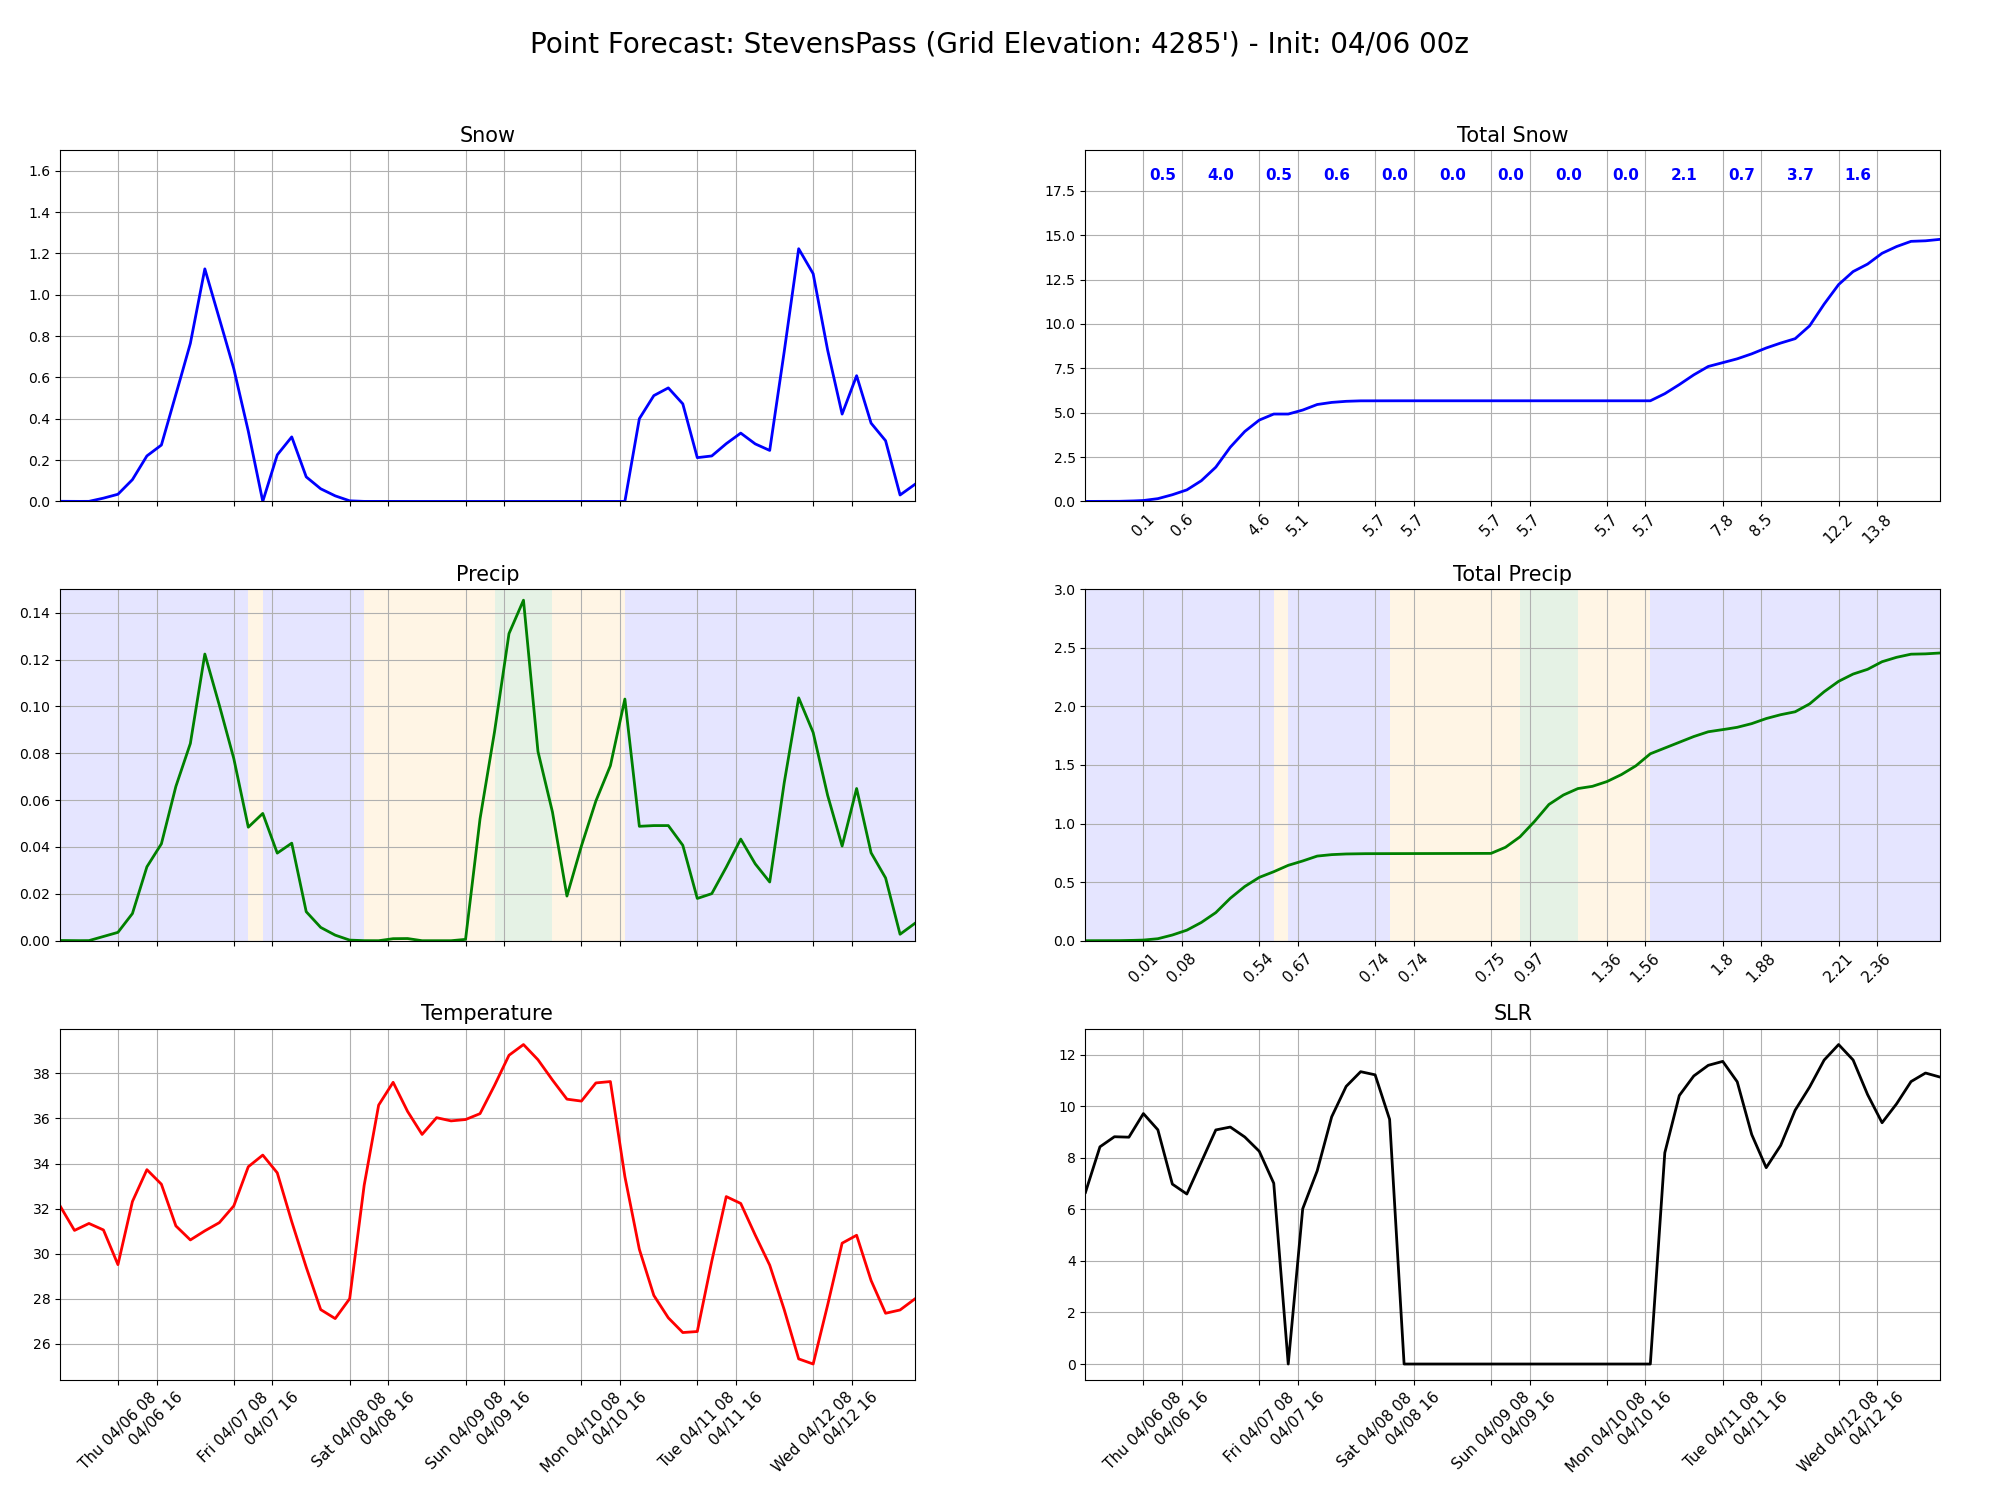 Point Forecast: StevensPass (Grid Elevation: 4285') - Init: 04/06 00z
Snow
1.6
1.4
1.2
1.0
0.8
0.6
0.4
0.2
0.0
Total Snow
0.5 4.0 0.5 0.6 0.0 0.0 0.0 0.0 0.0 2.1 0.7 3.7 1.6
17.5
15.0
12.5
10.0
7.5
5.0
2.5
0.0
0.1 0.6 4.6 5.1 5.7 5.7 5.7 5.7 5.7 5.7 7.8 8.5 12.2 13.8
Precip
0.14
0.12
0.10
0.08
0.06
0.04
0.02
0.00
Total Precip
3.0
2.5
2.0
1.5
1.0
0.5
0.0
0.01 0.08 0.54 0.67 0.74 0.74 0.75 0.97 1.36 1.56 1.8 1.88 2.21 2.36
Temperature
38
36
34
32
30
28
26
Thu 04/06 08
04/06 16
Fri 04/07 08
04/07 16
Sat 04/08 08
04/08 16
Sun 04/09 08
04/09 16
Mon 04/10 08
04/10 16
Tue 04/11 08
04/11 16
Wed 04/12 08
04/12 16
SLR
12
10
8
6
4
2
0
Thu 04/06 08
04/06 16
Fri 04/07 08
04/07 16
Sat 04/08 08
04/08 16
Sun 04/09 08
04/09 16
Mon 04/10 08
04/10 16
Tue 04/11 08
04/11 16
Wed 04/12 08
04/12 16